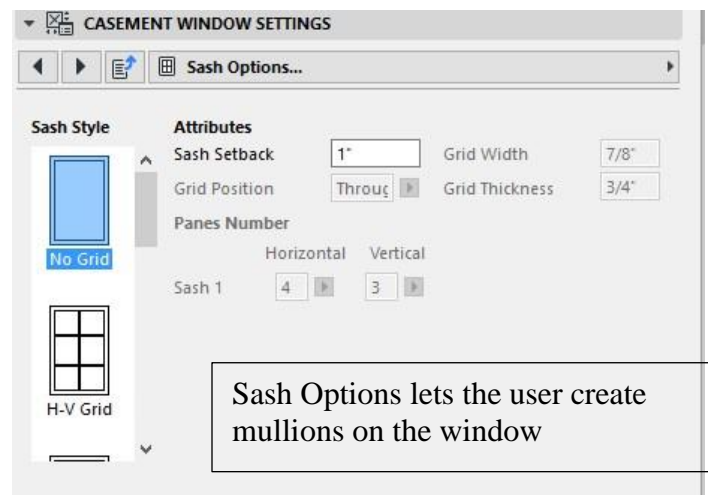 CASEMENT WINDOW SETTINGS
Sash Options...
Sash Style Attributes
Sash Setback 1" Grid Width 7/8"
Grid Position Throug Grid Thickness 3/4"
Panes Number
No Grid
Horizontal Vertical
Sash 1 4 3
H-V Grid
Sash Options lets the user create
mullions on the window